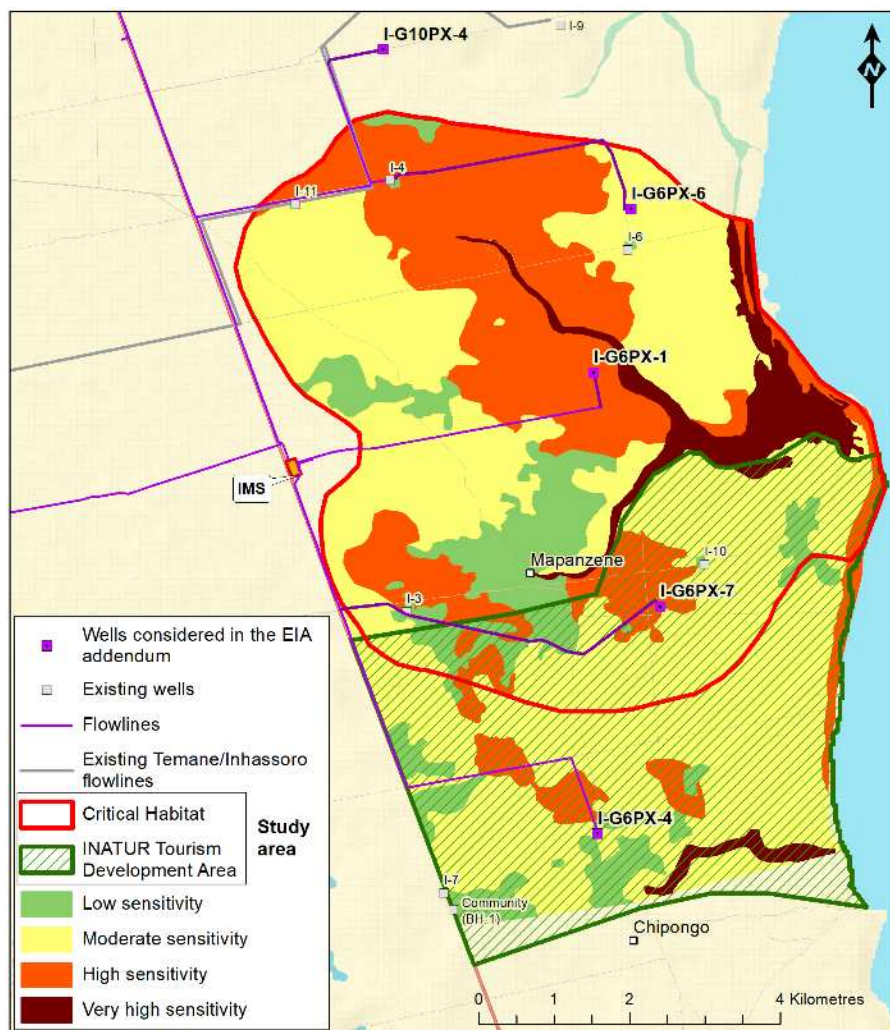 I-G10PX-4
I-9
N
I-4
I-11
I-G6PX-6
I-6
I-G6PX-1
IMS
Mapanzene
I-10
I-G6PX-7
I-3
Wells considered in the EIA
addendum
Existing wells
Flowlines
Existing Temane/Inhassoro
flowlines
Critical Habitat
Study
area
INATUR Tourism
Development Area
Low sensitivity
Moderate sensitivity
High sensitivity
Very high sensitivity
I-G6PX-4
I-7
Community
(BH.1)
Chipongo
0 1 2 4 Kilometres